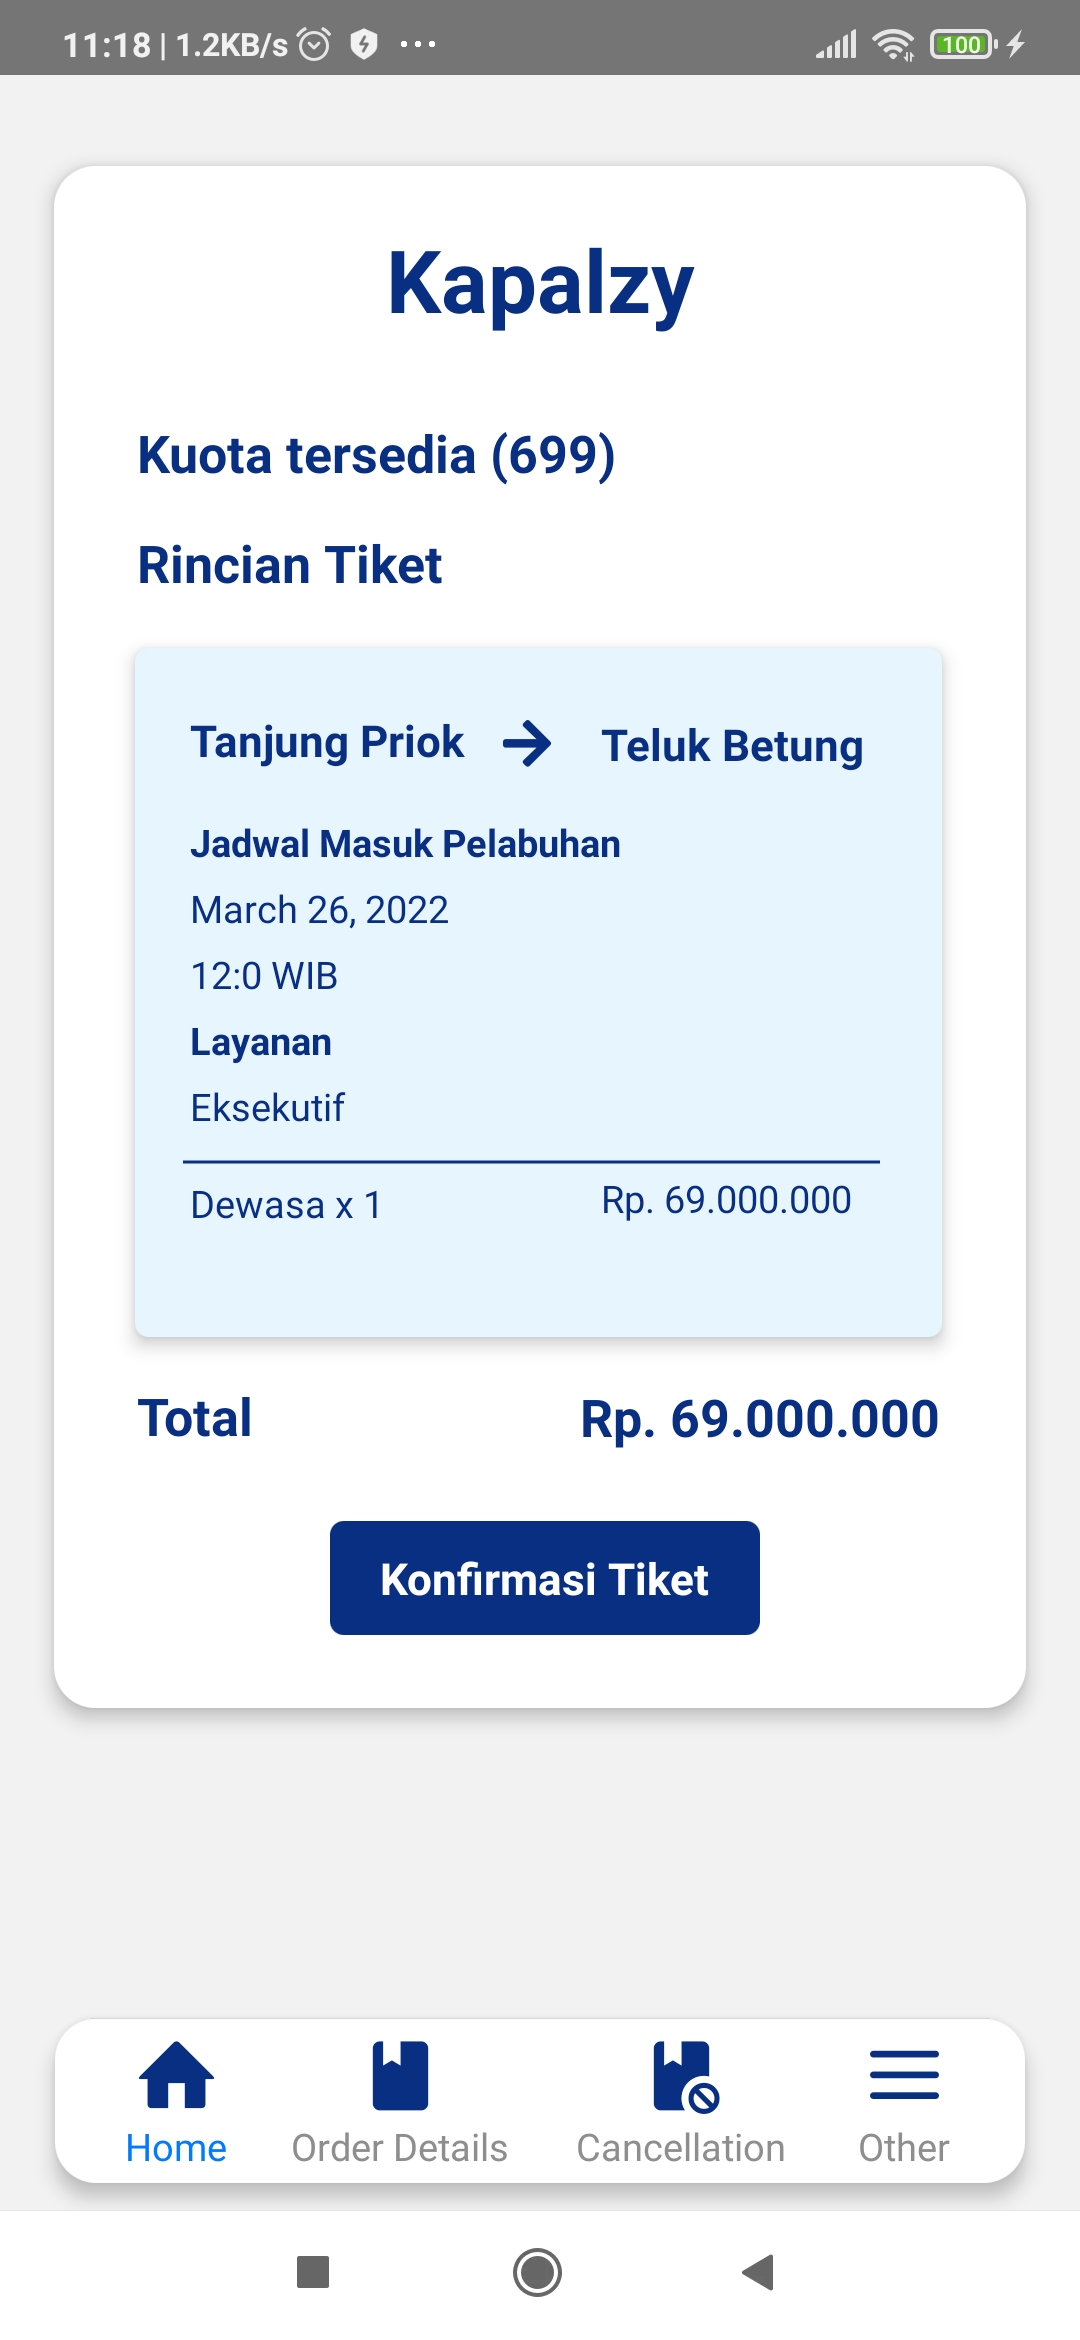 11:18 | 1.2KB/s ... 100
Kapalzy
Kuota tersedia (699)
Rincian Tiket
Tanjung Priok → Teluk Betung
Jadwal Masuk Pelabuhan
March 26, 2022
12:0 WIB
Layanan
Eksekutif
Dewasa x 1 Rp. 69.000.000
Total Rp. 69.000.000
Konfirmasi Tiket
Home Order Details Cancellation Other